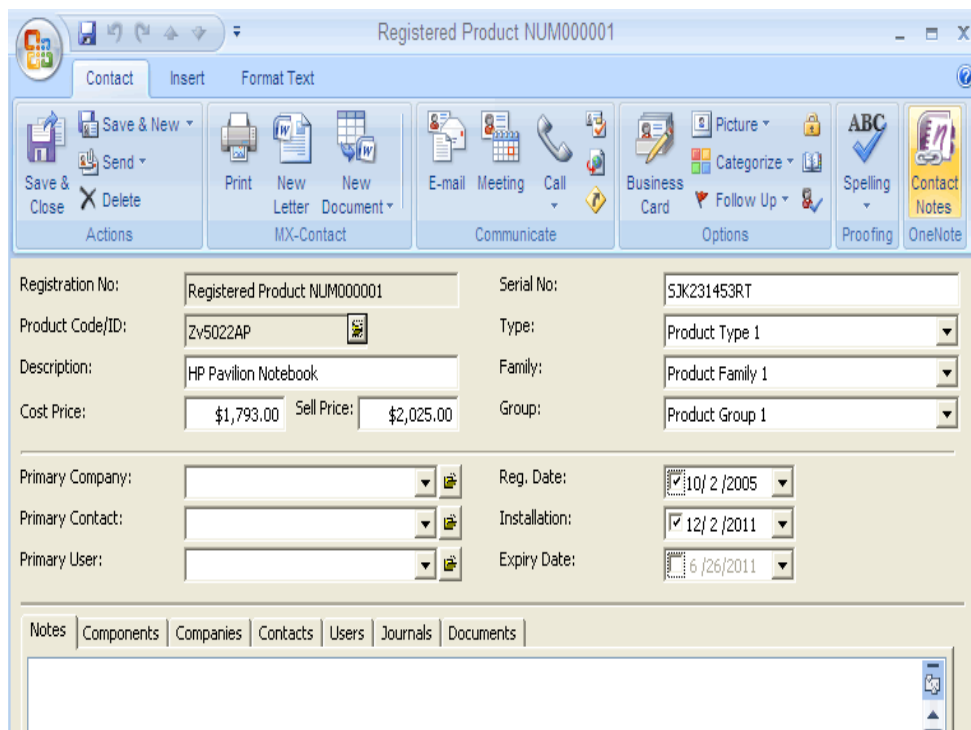 Registered Product NUM000001
Contact Insert Format Text
Save & Close
Save & New
Send
Delete
Actions
Print
New Letter
New Document
MX-Contact
E-mail
Meeting
Call
Communicate
Business Card
Picture
Categorize
Follow Up
Options
ABC
Spelling
Proofing
Contact Notes
OneNote
Registration No: Registered Product NUM000001 Serial No: SJK231453RT
Product Code/ID: Zv5022AP Type: Product Type 1
Description: HP Pavilion Notebook Family: Product Family 1
Cost Price: $1,793.00 Sell Price: $2,025.00 Group: Product Group 1
Primary Company: Reg. Date: 10/ 2 /2005
Primary Contact: Installation: 12/ 2 /2011
Primary User: Expiry Date: 6 /26/2011
Notes Components Companies Contacts Users Journals Documents